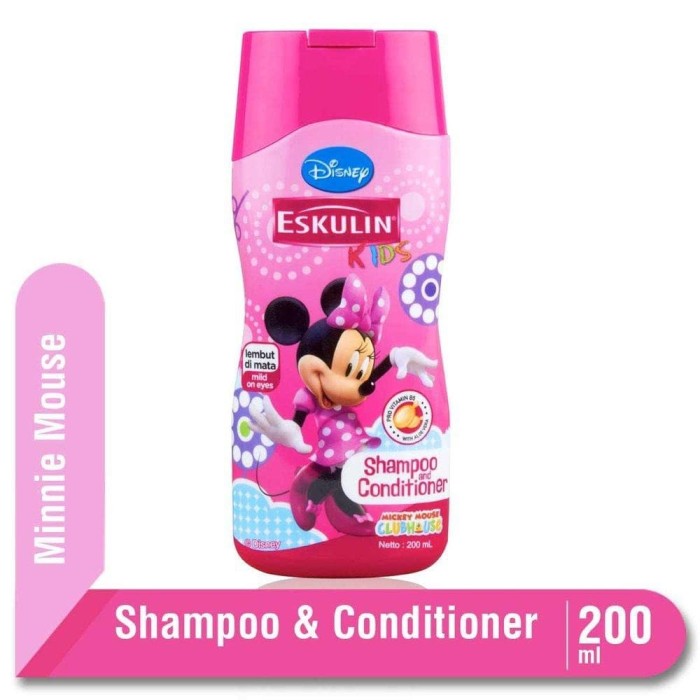 Disney
ESKULIN
KIDS
lembut
di mata
mild
on eyes
PRO VITAMIN B5
WITH ALOE VERA
Shampoo
and
Conditioner
MICKEY MOUSE
CLUBHOUSE
Netto : 200 mL
© Disney
Minnie Mouse
Shampoo & Conditioner
200
ml